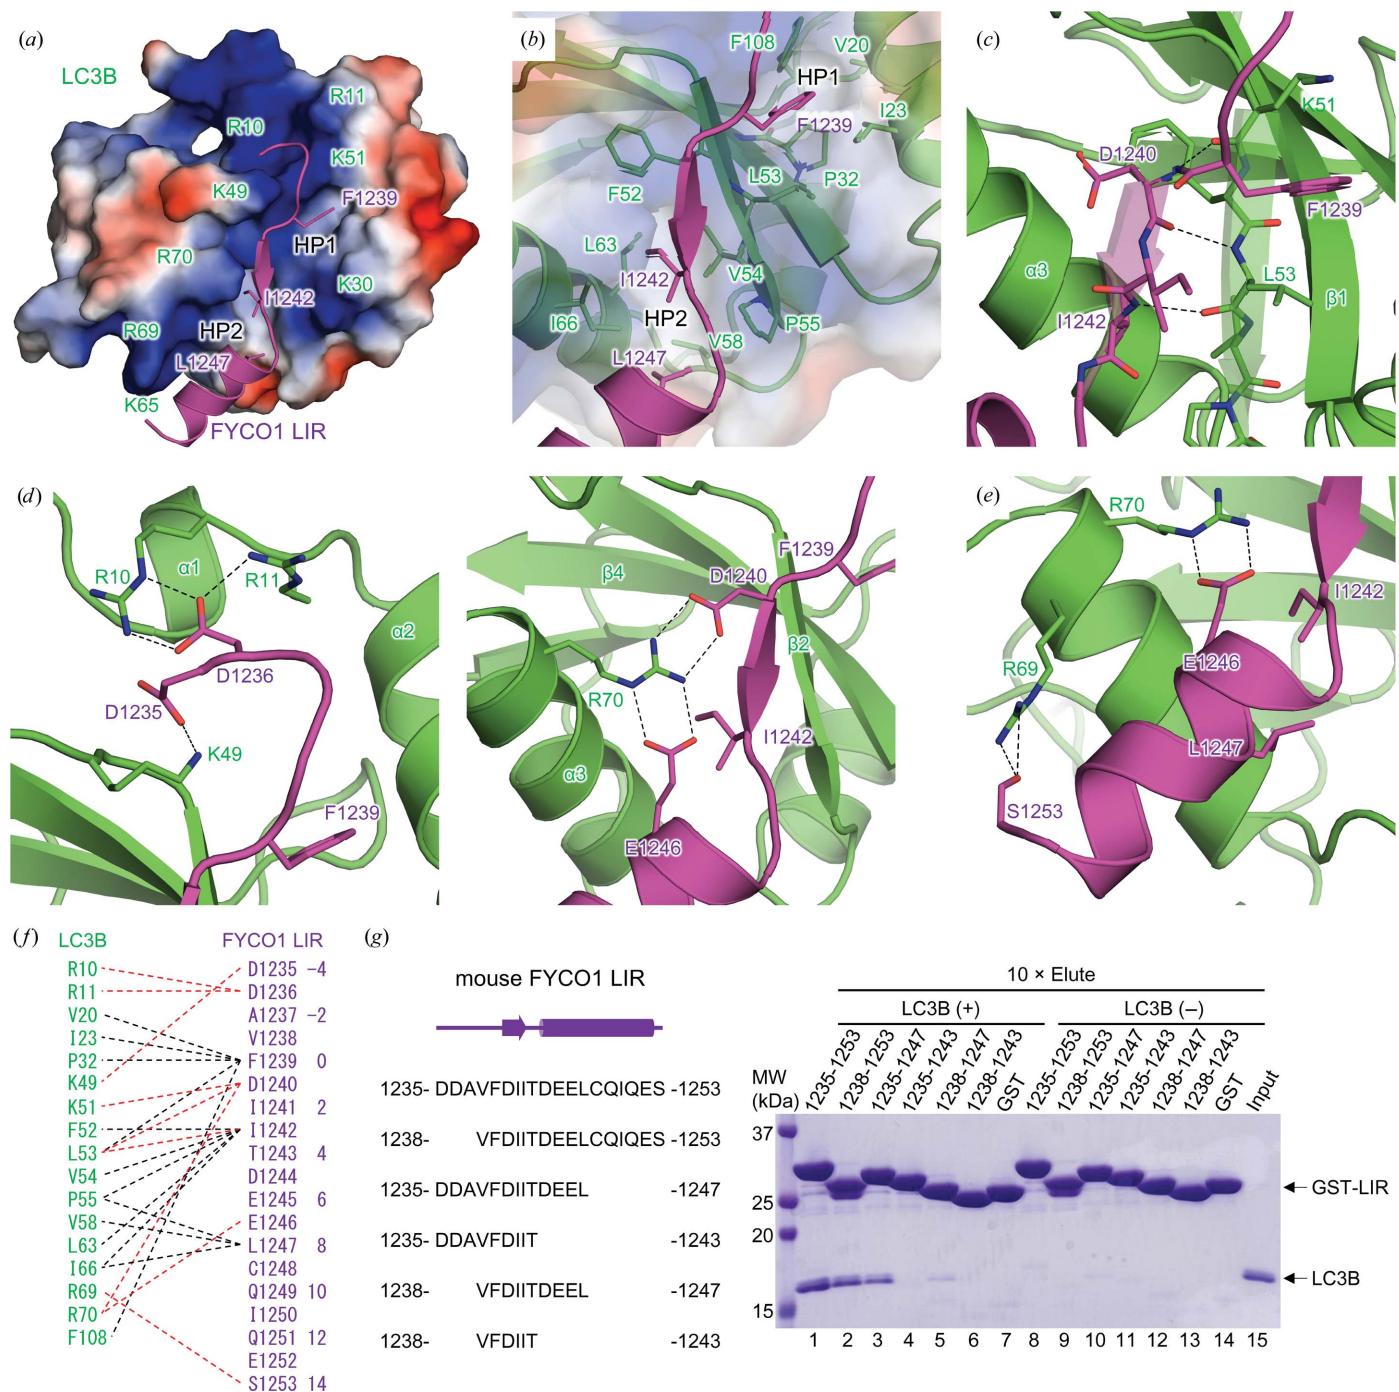 (a)
LC3B
R11
R10
K51
K49
F1239
HP1
R70
K30
I1242
R69
HP2
L1247
K65
FYCO1 LIR
(b)
F108
V20
HP1
I23
F1239
L53
P32
F52
L63
I1242
V54
I66
HP2
P55
V58
L1247
(c)
K51
D1240
F1239
α3
L53
β1
I1242
(d)
R10
α1
R11
α2
D1236
D1235
K49
F1239
F1239
β4
D1240
β2
R70
I1242
α3
E1246
(e)
R70
I1242
R69
E1246
L1247
S1253
(f)
LC3B FYCO1 LIR
R10 D1235 −4
R11 D1236
V20 A1237 −2
I23 V1238
P32 F1239 0
K49 D1240
K51 I1241 2
F52 I1242
L53 T1243 4
V54 D1244
P55 E1245 6
V58 E1246
L63 L1247 8
I66 C1248
R69 Q1249 10
R70 I1250
F108 Q1251 12
E1252
S1253 14
(g)
mouse FYCO1 LIR
1235- DDAVFDIITDEELCQIQES -1253
1238- VFDIITDEELCQIQES -1253
1235- DDAVFDIITDEEL -1247
1235- DDAVFDIIT -1243
1238- VFDIITDEEL -1247
1238- VFDIIT -1243
10 × Elute
LC3B (+) LC3B (−)
1235-1253 1238-1253 1235-1247 1235-1243 1238-1247 1238-1243 GST 1235-1253 1238-1253 1235-1247 1235-1243 1238-1247 1238-1243 GST Input
MW
(kDa)
37
25
20
15
GST-LIR
LC3B
1 2 3 4 5 6 7 8 9 10 11 12 13 14 15